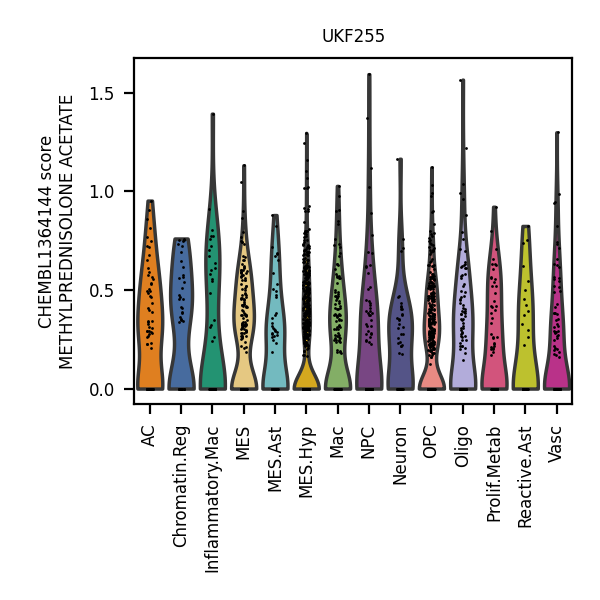 UKF255
CHEMBL1364144 score
METHYLPREDNISOLONE ACETATE
1.5
1.0
0.5
0.0
AC
Chromatin.Reg
Inflammatory.Mac
MES
MES.Ast
MES.Hyp
Mac
NPC
Neuron
OPC
Oligo
Prolif.Metab
Reactive.Ast
Vasc